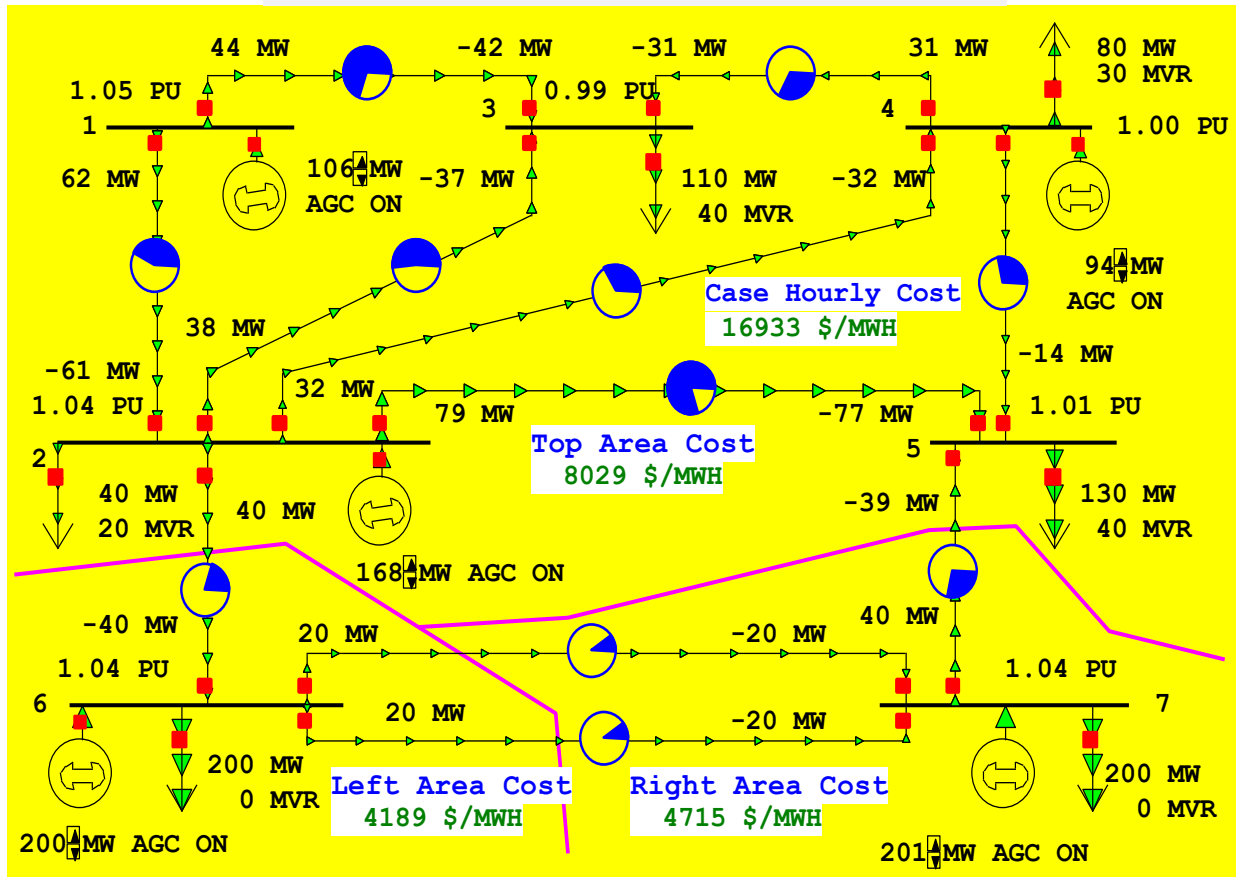 44 MW
-42 MW
-31 MW
31 MW
80 MW
30 MVR
1.05 PU
0.99 PU
1
3
4
1.00 PU
62 MW
106 MW
AGC ON
-37 MW
110 MW
40 MVR
-32 MW
94 MW
AGC ON
Case Hourly Cost
16933 $/MWH
38 MW
-14 MW
-61 MW
32 MW
1.04 PU
79 MW
-77 MW
1.01 PU
2
Top Area Cost
8029 $/MWH
5
40 MW
20 MVR
40 MW
-39 MW
130 MW
40 MVR
168 MW AGC ON
-40 MW
20 MW
-20 MW
40 MW
1.04 PU
1.04 PU
6
7
20 MW
-20 MW
200 MW
0 MVR
Left Area Cost
4189 $/MWH
Right Area Cost
4715 $/MWH
200 MW
0 MVR
200 MW AGC ON
201 MW AGC ON